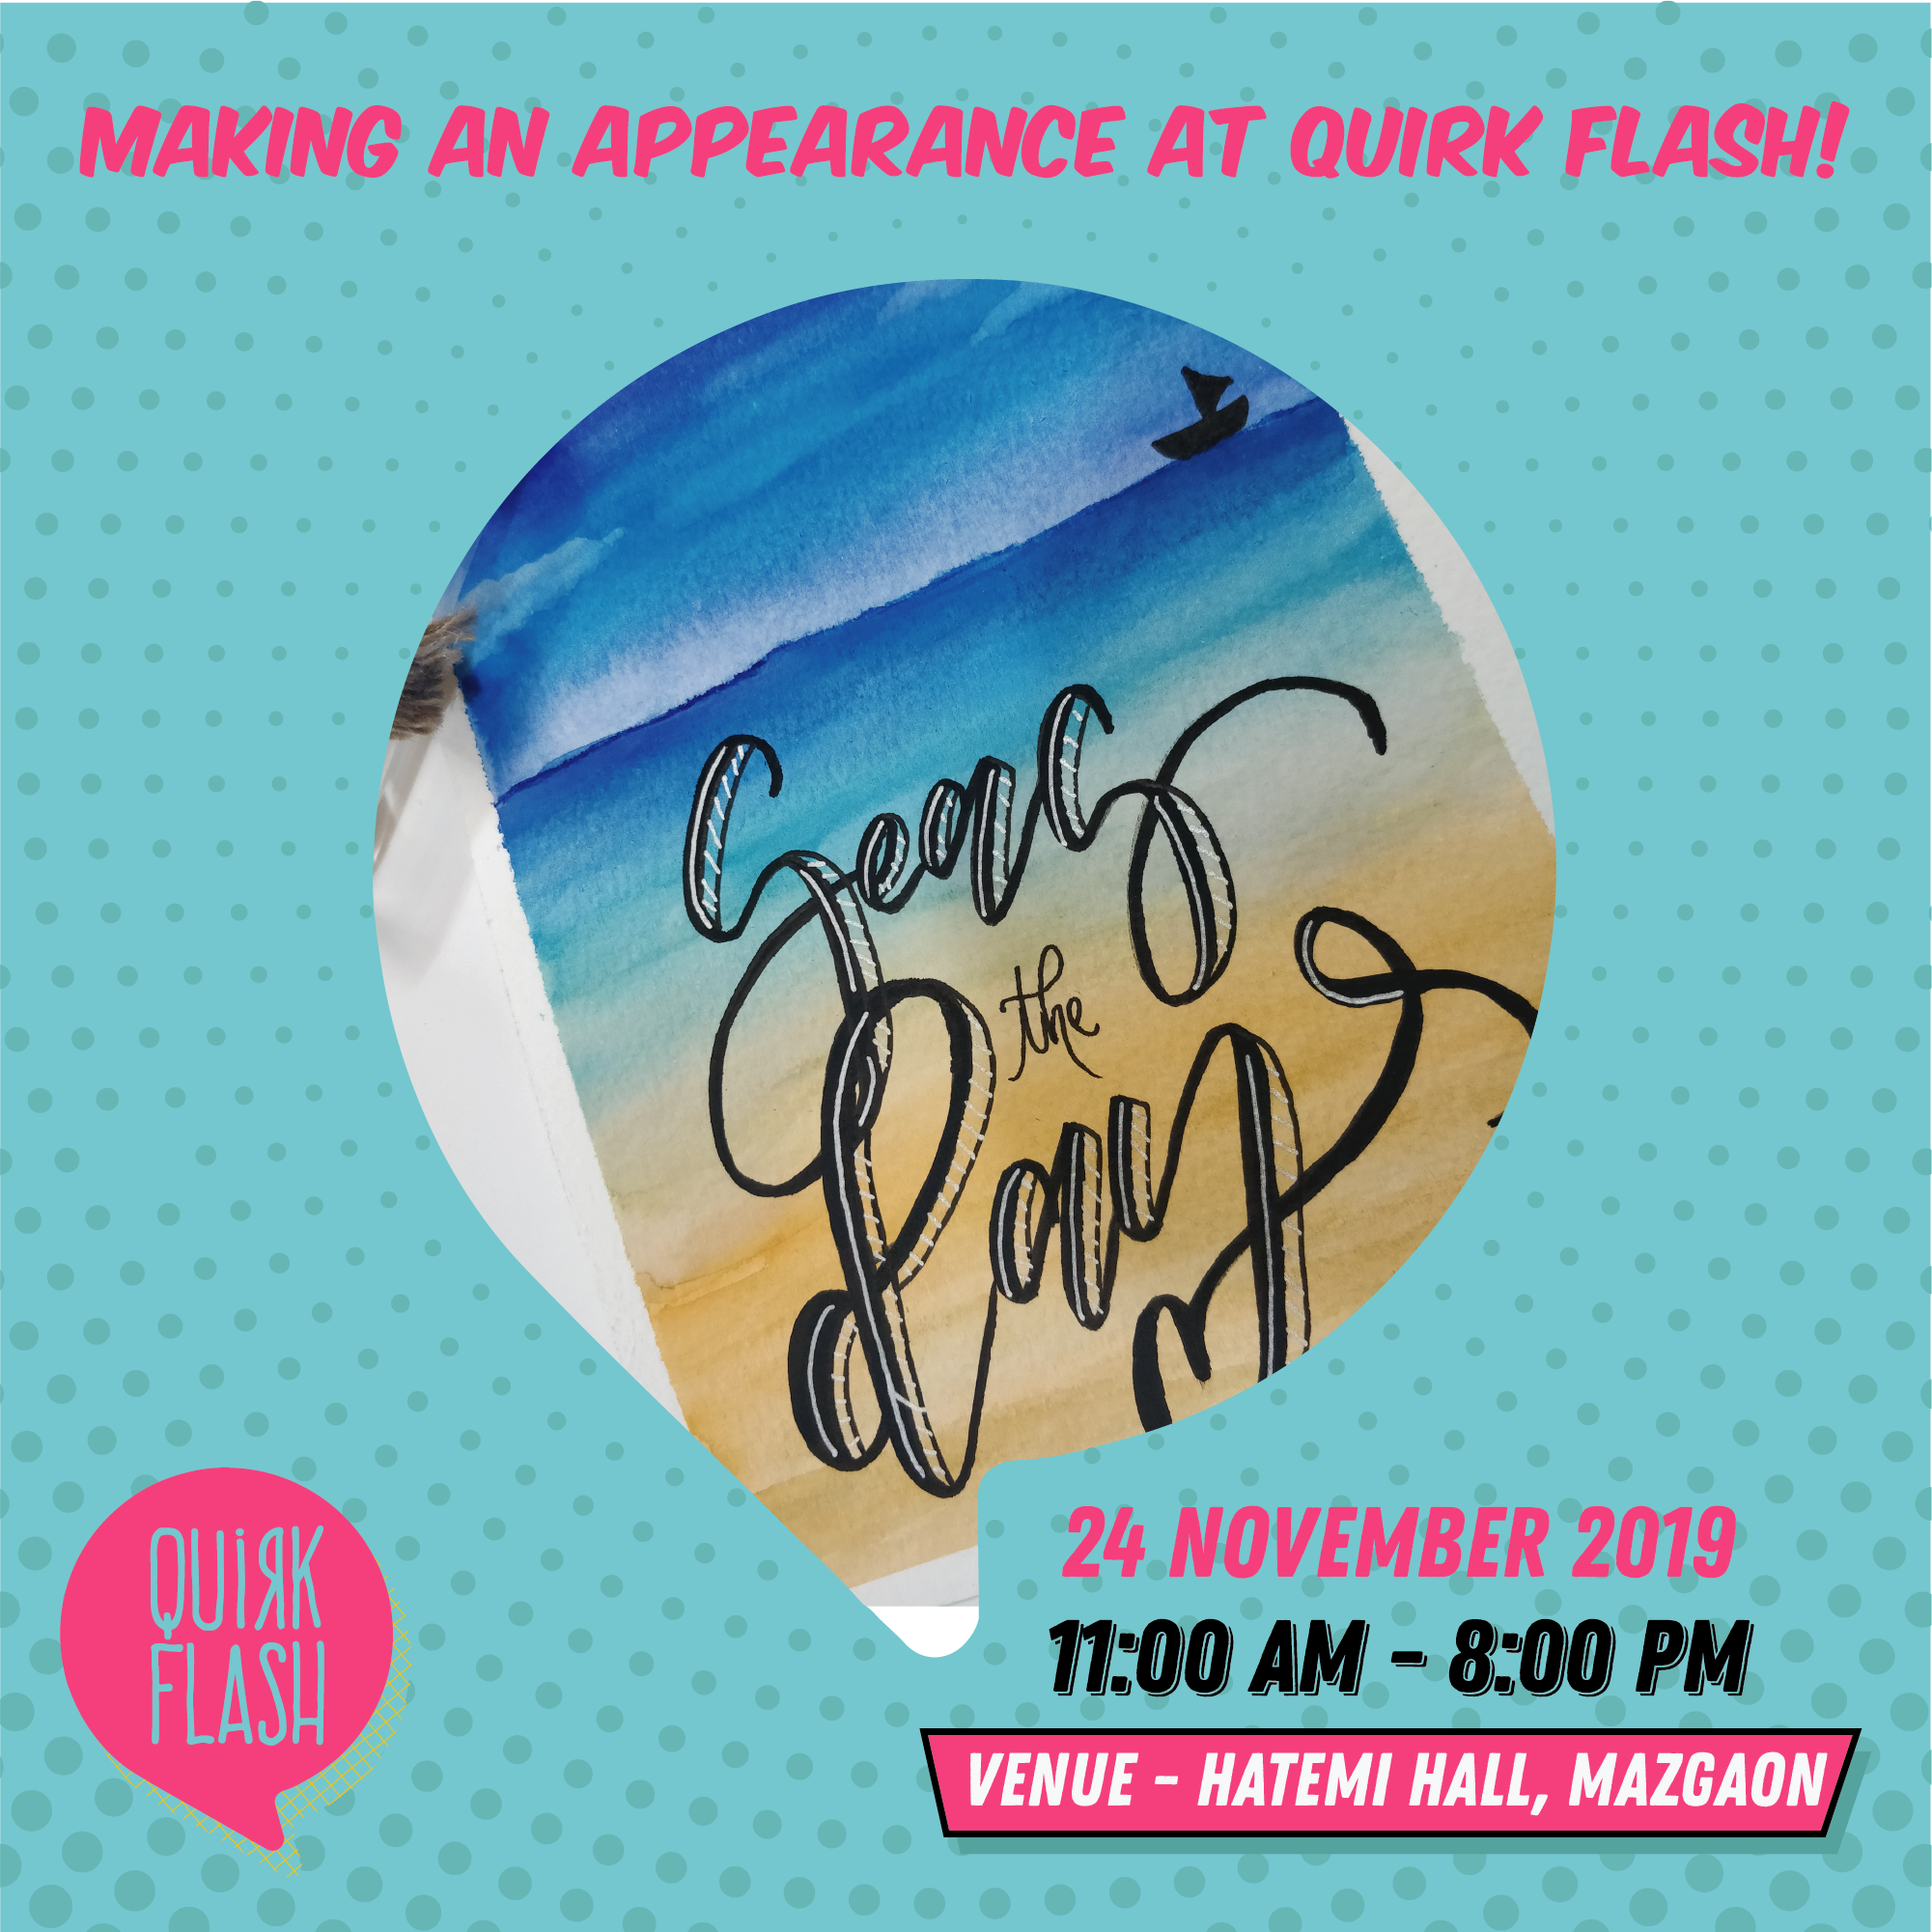 MAKING AN APPEARANCE AT QUIRK FLASH!
Seas
the
Day
QUiRK
FLASH
24 NOVEMBER 2019
11:00 AM - 8:00 PM
VENUE - HATEMI HALL, MAZGAON